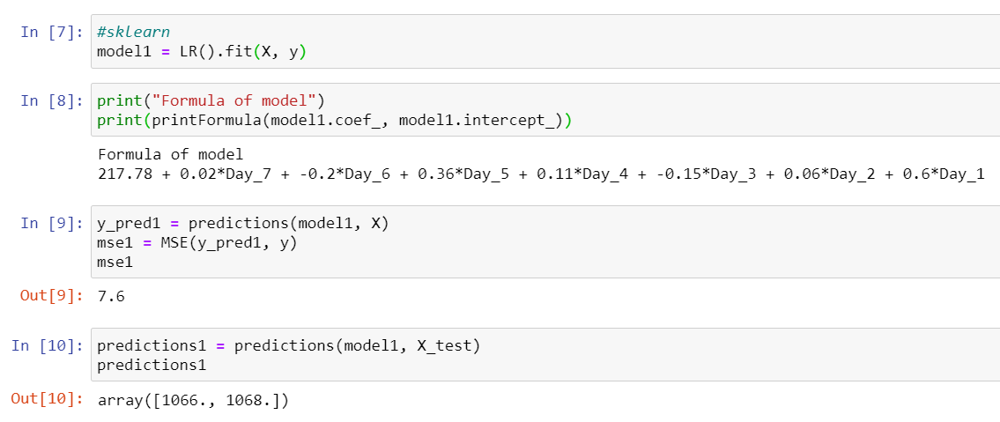 In [7]: #sklearn
model1 = LR().fit(X, y)
In [8]: print("Formula of model")
print(printFormula(model1.coef_, model1.intercept_))
Formula of model
217.78 + 0.02*Day_7 + -0.2*Day_6 + 0.36*Day_5 + 0.11*Day_4 + -0.15*Day_3 + 0.06*Day_2 + 0.6*Day_1
In [9]: y_pred1 = predictions(model1, X)
mse1 = MSE(y_pred1, y)
mse1
Out[9]: 7.6
In [10]: predictions1 = predictions(model1, X_test)
predictions1
Out[10]: array([1066., 1068.])